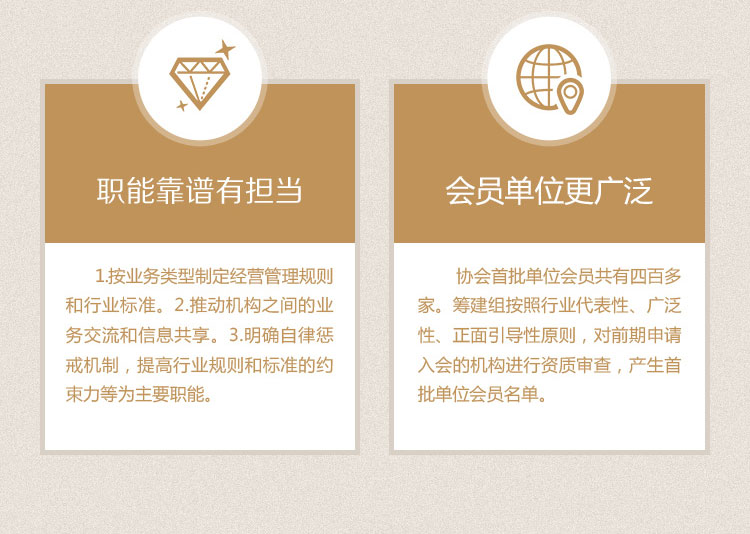 职能靠谱有担当
1.按业务类型制定经营管理规则
和行业标准。2.推动机构之间的业
务交流和信息共享。3.明确自律惩
戒机制，提高行业规则和标准的约
束力等为主要职能。
会员单位更广泛
协会首批单位会员共有四百多
家。筹建组按照行业代表性、广泛
性、正面引导性原则，对前期申请
入会的机构进行资质审查，产生首
批单位会员名单。